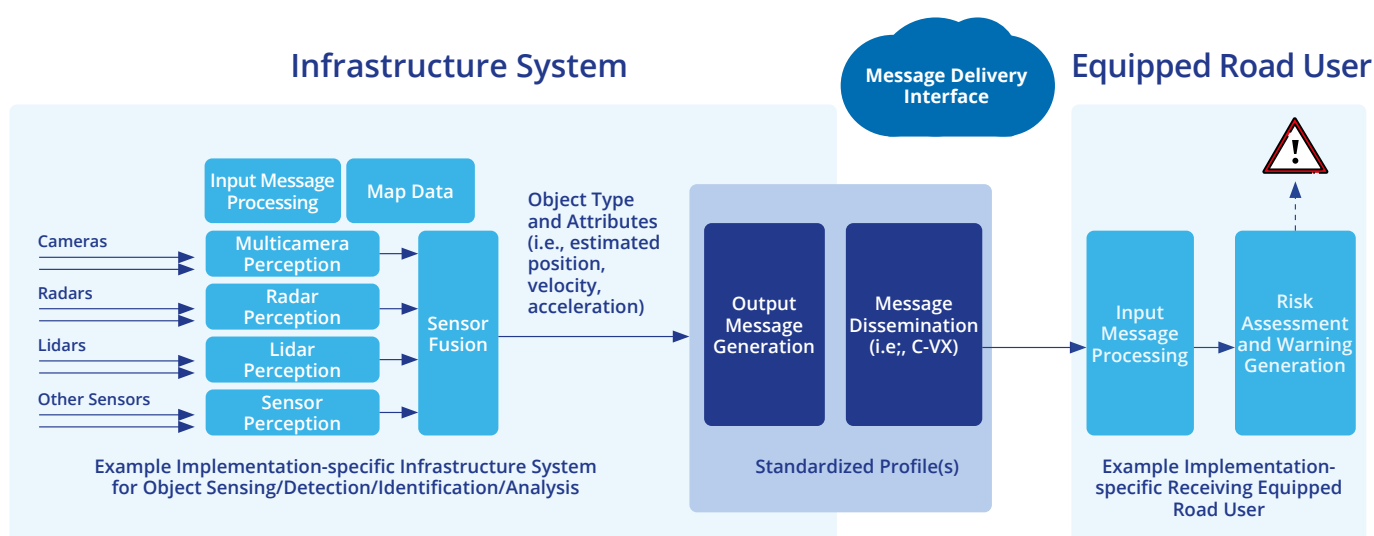 Infrastructure System
Message Delivery
Interface
Equipped Road User
Input Message
Processing
Map Data
Cameras
Radars
Lidars
Other Sensors
Multicamera
Perception
Radar
Perception
Lidar
Perception
Sensor
Perception
Sensor
Fusion
Object Type
and Attributes
(i.e., estimated
position,
velocity,
acceleration)
Output
Message
Generation
Message
Dissemination
(i.e;, C-VX)
Standardized Profile(s)
Input
Message
Processing
!
Risk
Assessment
and Warning
Generation
Example Implementation-specific Infrastructure System
for Object Sensing/Detection/Identification/Analysis
Example Implementation-
specific Receiving Equipped
Road User